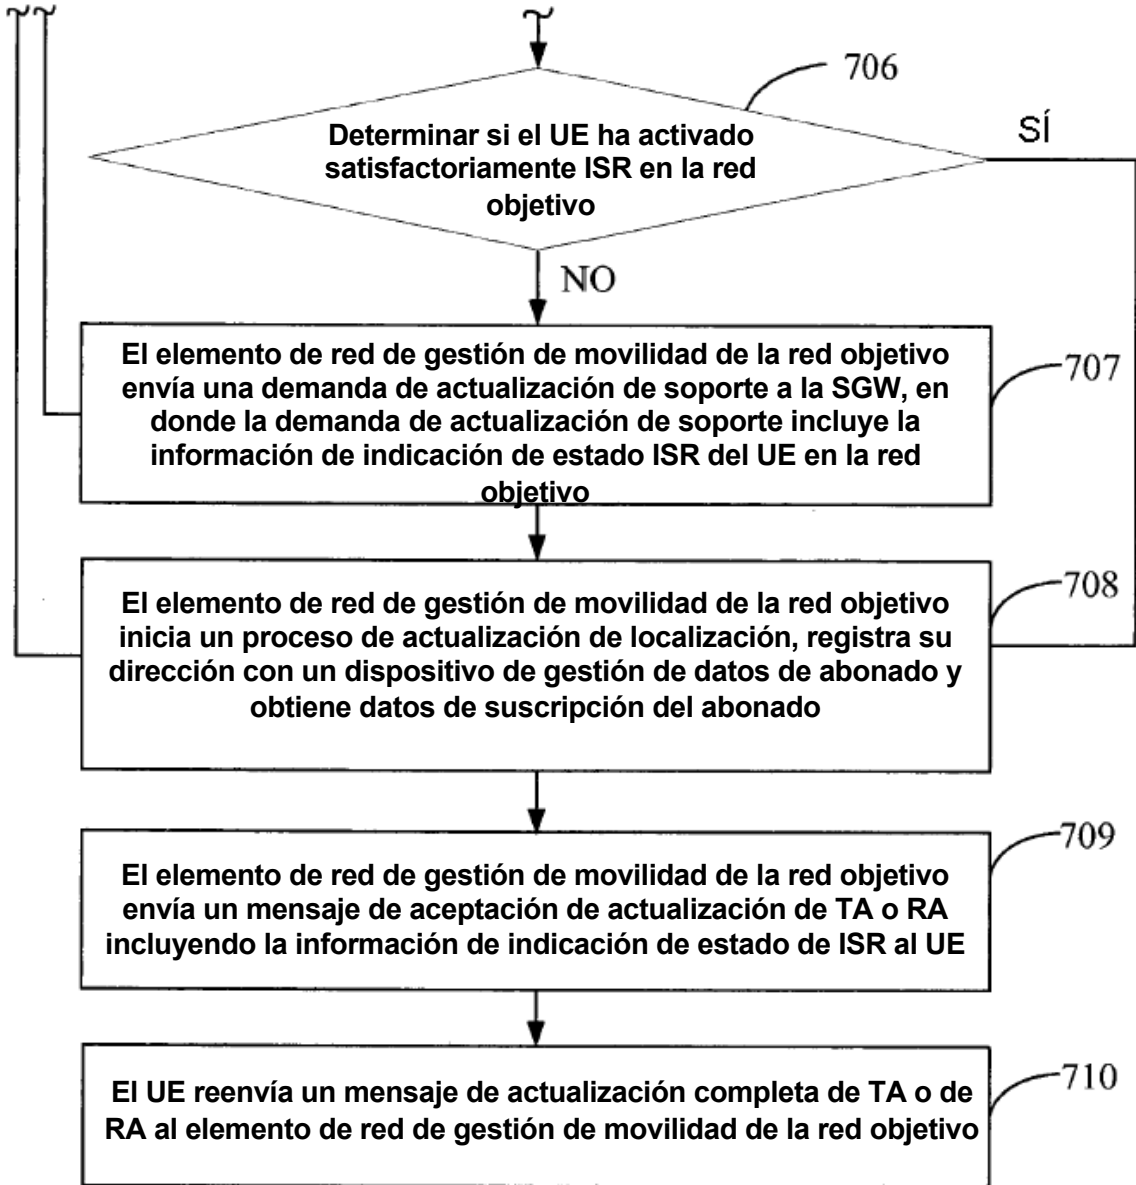 706
Determinar si el UE ha activado
satisfactoriamente ISR en la red
objetivo
SÍ
NO
El elemento de red de gestión de movilidad de la red objetivo
envía una demanda de actualización de soporte a la SGW, en
donde la demanda de actualización de soporte incluye la
información de indicación de estado ISR del UE en la red
objetivo
707
El elemento de red de gestión de movilidad de la red objetivo
inicia un proceso de actualización de localización, registra su
dirección con un dispositivo de gestión de datos de abonado y
obtiene datos de suscripción del abonado
708
El elemento de red de gestión de movilidad de la red objetivo
envía un mensaje de aceptación de actualización de TA o RA
incluyendo la información de indicación de estado de ISR al UE
709
El UE reenvía un mensaje de actualización completa de TA o de
RA al elemento de red de gestión de movilidad de la red objetivo
710